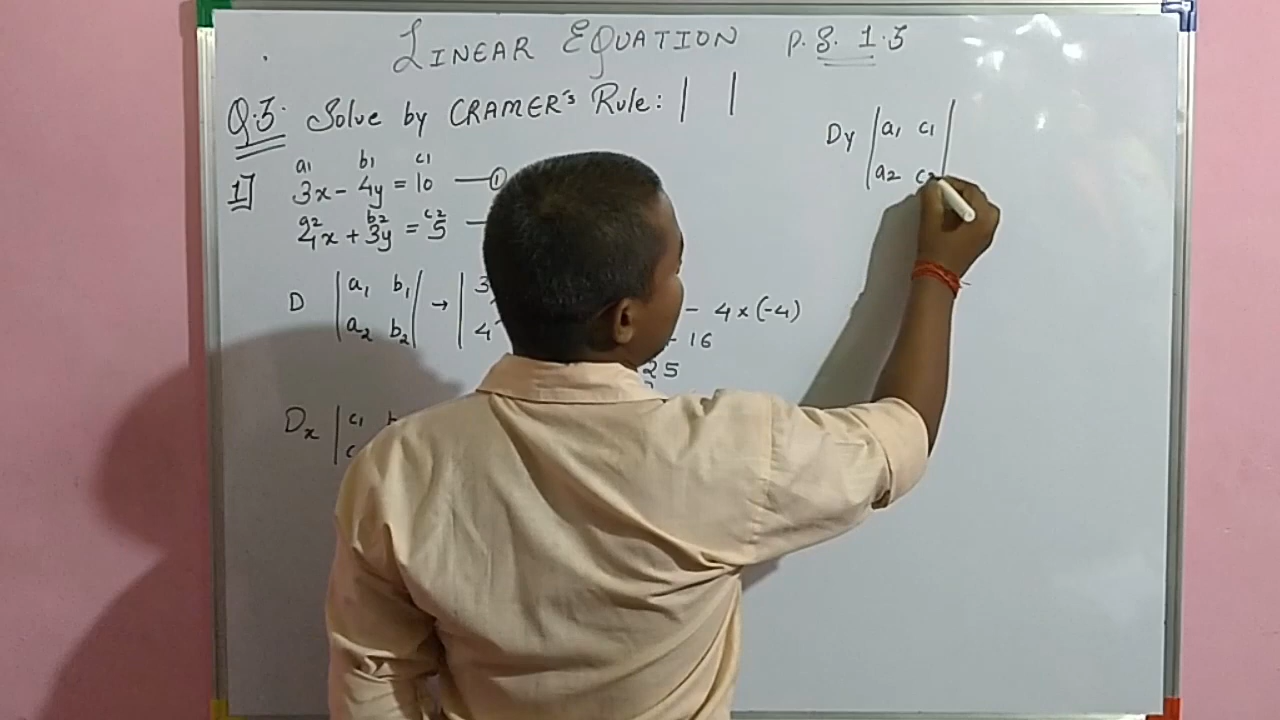 LINEAR EQUATION P.S. 1.3
Q.3. Solve by CRAMER's Rule: | |
a1 b1 c1
1] 3x - 4y = 10 —①
a2 b2 c2
4x + 3y = 5 —
D | a1 b1 | → | 3
| a2 b2 | | 4
- 4 x (-4)
- 16
25
Dx | c1
| c
Dy | a1 c1 |
| a2 c2 |